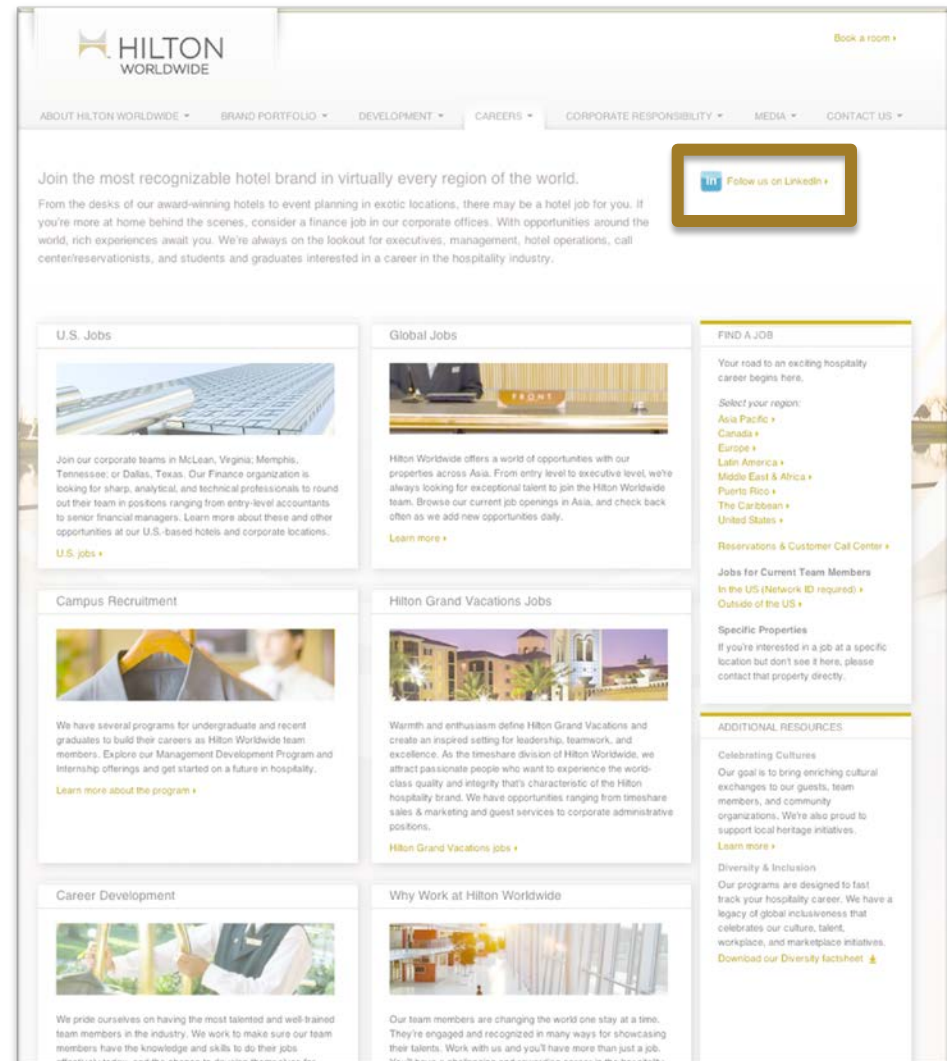 HILTON
WORLDWIDE
Book a room
ABOUT HILTON WORLDWIDE BRAND PORTFOLIO DEVELOPMENT CAREERS CORPORATE RESPONSIBILITY MEDIA CONTACT US
Join the most recognizable hotel brand in virtually every region of the world.
From the desks of our award-winning hotels to event planning in exotic locations, there may be a hotel job for you. If
you're more at home behind the scenes, consider a finance job in our corporate offices. With opportunities around the
world, rich experiences await you. We're always on the lookout for executives, management, hotel operations, call
center/reservationists, and students and graduates interested in a career in the hospitality industry.
in Follow us on LinkedIn
U.S. Jobs
Join our corporate teams in McLean, Virginia; Memphis,
Tennessee; or Dallas, Texas. Our Finance organization is
looking for sharp, analytical, and technical professionals to round
out their team in positions ranging from entry-level accountants
to senior financial managers. Learn more about these and other
opportunities at our U.S.-based hotels and corporate locations.
U.S. jobs
Global Jobs
FRONT
Hilton Worldwide offers a world of opportunities with our
properties across Asia. From entry level to executive level, we're
always looking for exceptional talent to join the Hilton Worldwide
team. Browse our current job openings in Asia, and check back
often as we add new opportunities daily.
Learn more
Campus Recruitment
We have several programs for undergraduate and recent
graduates to build their careers as Hilton Worldwide team
members. Explore our Management Development Program and
Internship offerings and get started on a future in hospitality.
Learn more about the program
Hilton Grand Vacations Jobs
Warmth and enthusiasm define Hilton Grand Vacations and
create an inspired setting for leadership, teamwork, and
excellence. As the timeshare division of Hilton Worldwide, we
attract passionate people who want to experience the world-
class quality and integrity that's characteristic of the Hilton
hospitality brand. We have opportunities ranging from timeshare
sales & marketing and guest services to corporate administrative
positions.
Hilton Grand Vacations jobs
Career Development
We pride ourselves on having the most talented and well-trained
team members in the industry. We work to make sure our team
members have the knowledge and skills to do their jobs
Why Work at Hilton Worldwide
Our team members are changing the world one stay at a time.
They're engaged and recognized in many ways for showcasing
their talents. Work with us and you'll have more than just a job.
FIND A JOB
Your road to an exciting hospitality
career begins here.
Select your region:
Asia Pacific
Canada
Europe
Latin America
Middle East & Africa
Puerto Rico
The Caribbean
United States
Reservations & Customer Call Center
Jobs for Current Team Members
In the US (Network ID required)
Outside of the US
Specific Properties
If you're interested in a job at a specific
location but don't see it here, please
contact that property directly.
ADDITIONAL RESOURCES
Celebrating Cultures
Our goal is to bring enriching cultural
exchanges to our guests, team
members, and community
organizations. We're also proud to
support local heritage initiatives.
Learn more
Diversity & Inclusion
Our programs are designed to fast
track your hospitality career. We have a
legacy of global inclusiveness that
celebrates our culture, talent,
workplace, and marketplace initiatives.
Download our Diversity factsheet